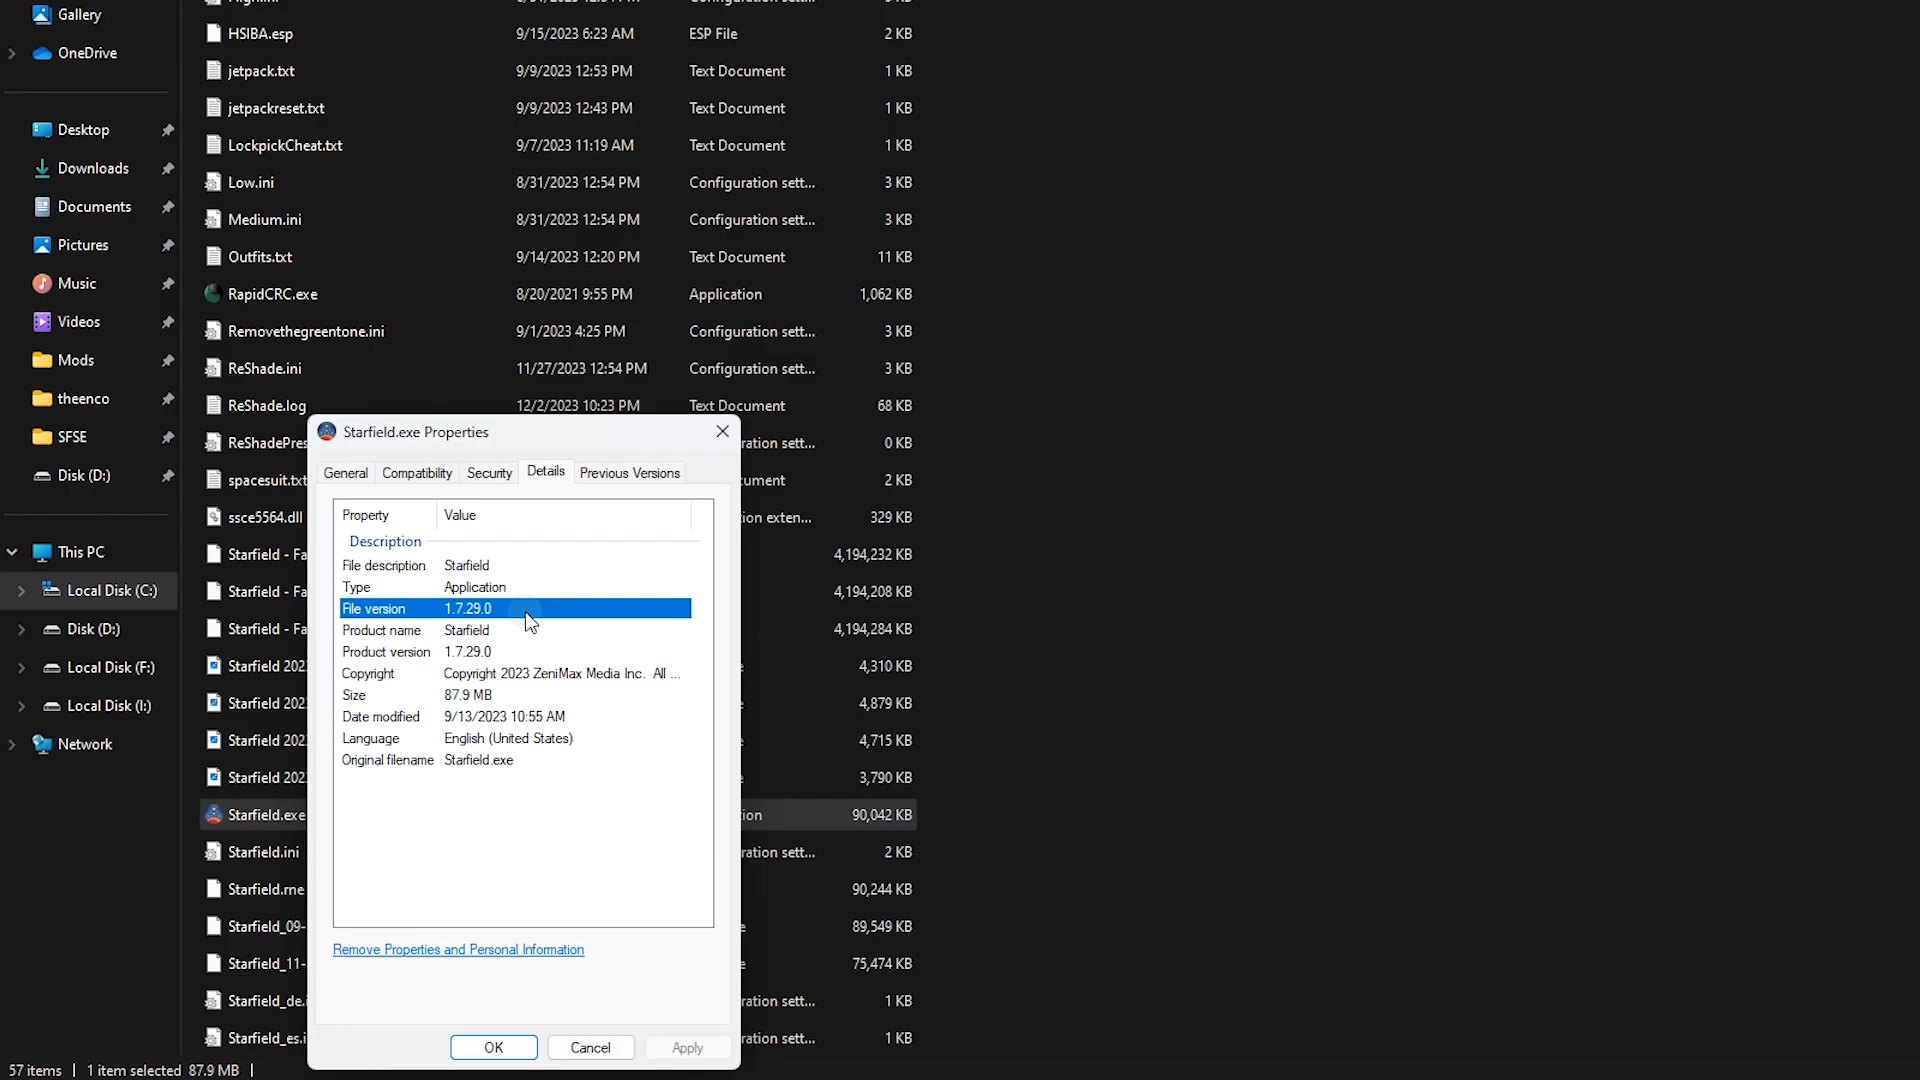 Gallery
OneDrive
Desktop
Downloads
Documents
Pictures
Music
Videos
Mods
theenco
SFSE
Disk (D:)
This PC
Local Disk (C:)
Disk (D:)
Local Disk (F:)
Local Disk (I:)
Network
HSIBA.esp 9/15/2023 6:23 AM ESP File 2 KB
jetpack.txt 9/9/2023 12:53 PM Text Document 1 KB
jetpackreset.txt 9/9/2023 12:43 PM Text Document 1 KB
LockpickCheat.txt 9/7/2023 11:19 AM Text Document 1 KB
Low.ini 8/31/2023 12:54 PM Configuration sett... 3 KB
Medium.ini 8/31/2023 12:54 PM Configuration sett... 3 KB
Outfits.txt 9/14/2023 12:20 PM Text Document 11 KB
RapidCRC.exe 8/20/2021 9:55 PM Application 1,062 KB
Removethegreentone.ini 9/1/2023 4:25 PM Configuration sett... 3 KB
ReShade.ini 11/27/2023 12:54 PM Configuration sett... 3 KB
ReShade.log 12/2/2023 10:23 PM Text Document 68 KB
ReShadePres ration sett... 0 KB
spacesuit.txt ument 2 KB
ssce5564.dll ion exten... 329 KB
Starfield - Fa 4,194,232 KB
Starfield - Fa 4,194,208 KB
Starfield - Fa 4,194,284 KB
Starfield 202 e 4,310 KB
Starfield 202 e 4,879 KB
Starfield 202 e 4,715 KB
Starfield 202 e 3,790 KB
Starfield.exe ion 90,042 KB
Starfield.ini ration sett... 2 KB
Starfield.rne 90,244 KB
Starfield_09- e 89,549 KB
Starfield_11- e 75,474 KB
Starfield_de.i ration sett... 1 KB
Starfield_es.i ration sett... 1 KB
Starfield.exe Properties
General Compatibility Security Details Previous Versions
Property Value
Description
File description Starfield
Type Application
File version 1.7.29.0
Product name Starfield
Product version 1.7.29.0
Copyright Copyright 2023 ZeniMax Media Inc. All ...
Size 87.9 MB
Date modified 9/13/2023 10:55 AM
Language English (United States)
Original filename Starfield.exe
Remove Properties and Personal Information
OK Cancel Apply
57 items | 1 item selected 87.9 MB |